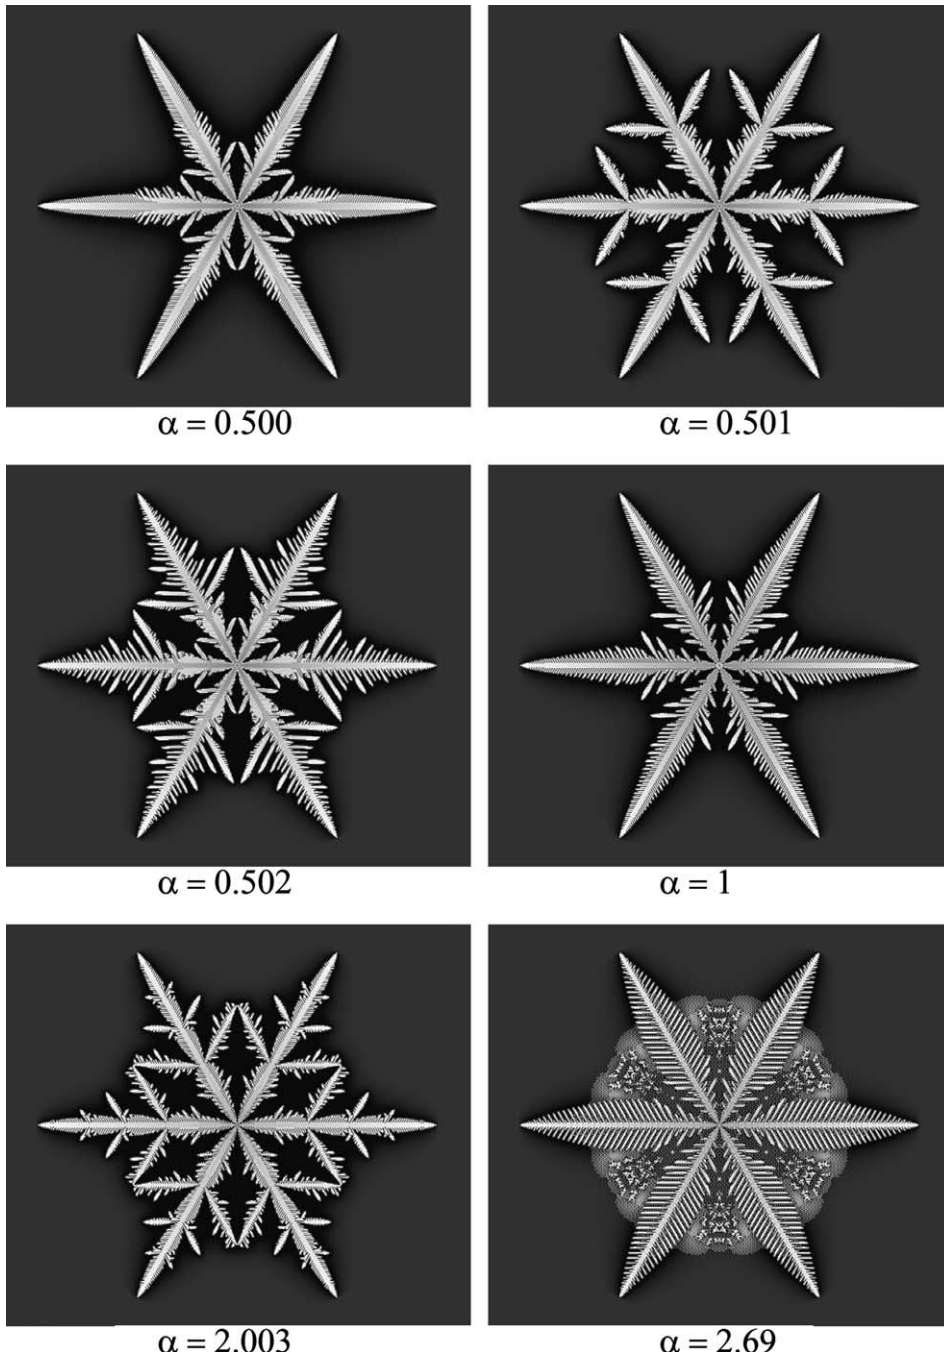 α = 0.500
α = 0.501
α = 0.502
α = 1
α = 2.003
α = 2.69